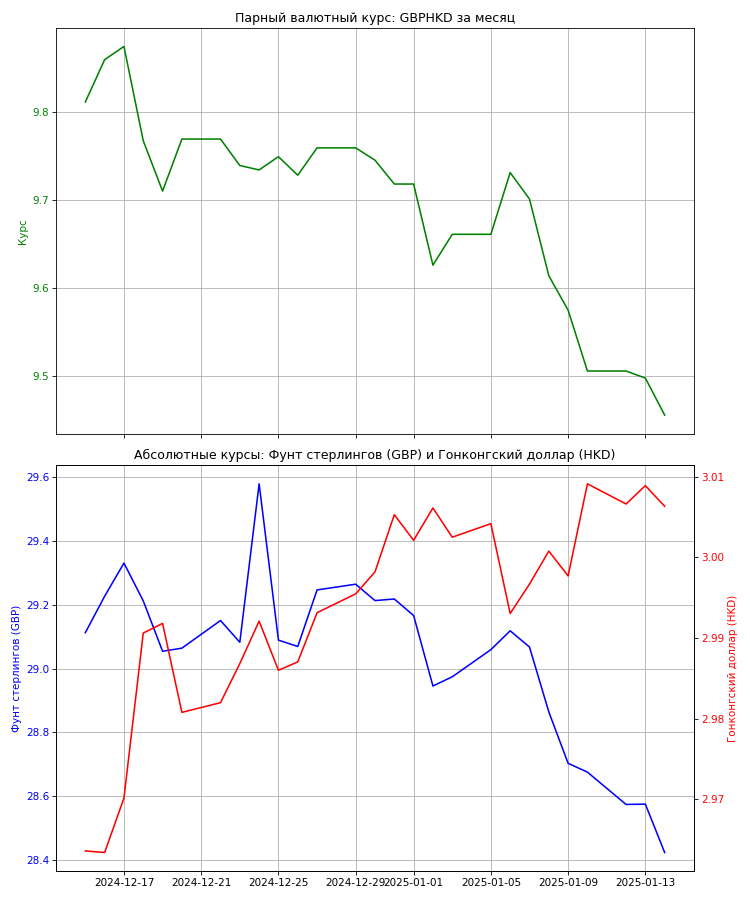 Парный валютный курс: GBPHKD за месяц
9.8
9.7
9.6
9.5
Курс
Абсолютные курсы: Фунт стерлингов (GBP) и Гонконгский доллар (HKD)
29.6
29.4
29.2
29.0
28.8
28.6
28.4
Фунт стерлингов (GBP)
3.01
3.00
2.99
2.98
2.97
Гонконгский доллар (HKD)
2024-12-17 2024-12-21 2024-12-25 2024-12-29 2025-01-01 2025-01-05 2025-01-09 2025-01-13